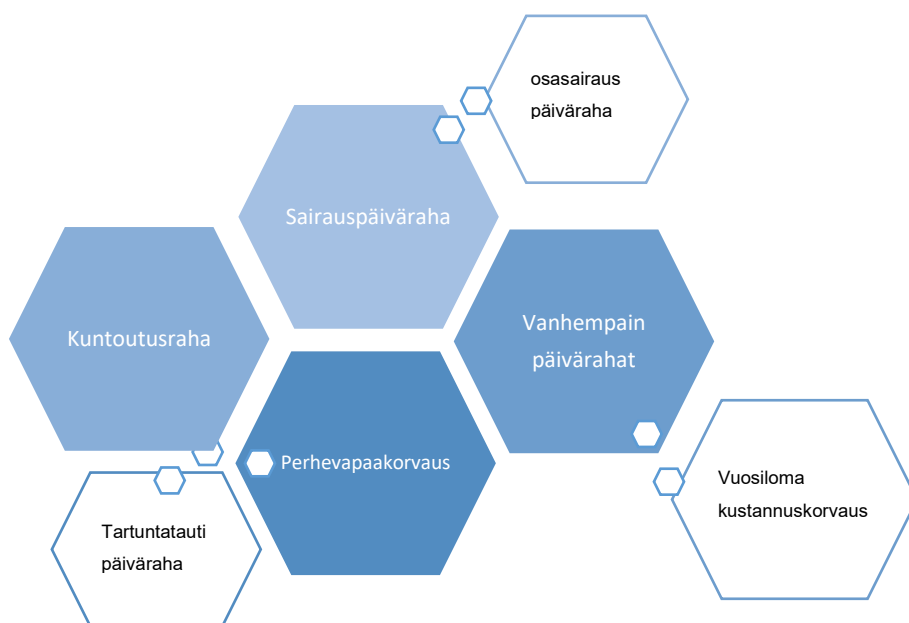 osasairaus
päiväraha
Sairauspäiväraha
Kuntoutusraha
Vanhempain
päivärahat
Perhevapaakorvaus
Vuosiloma
kustannuskorvaus
Tartuntatauti
päiväraha